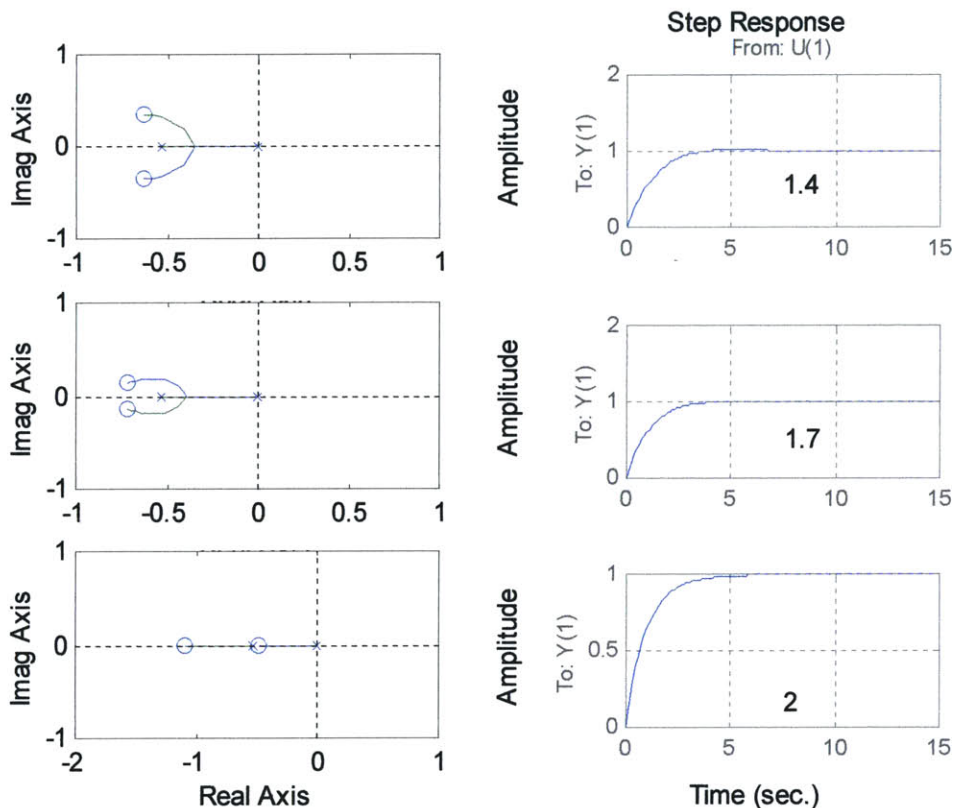 Step Response
From: U(1)
1
0
-1
Imag Axis
-1 -0.5 0 0.5 1
2
1
0
Amplitude
To: Y(1)
1.4
0 5 10 15
1
0
-1
Imag Axis
-1 -0.5 0 0.5 1
2
1
0
Amplitude
To: Y(1)
1.7
0 5 10 15
1
0
-1
Imag Axis
-2 -1 0 1
Real Axis
1
0.5
0
Amplitude
To: Y(1)
2
0 5 10 15
Time (sec.)